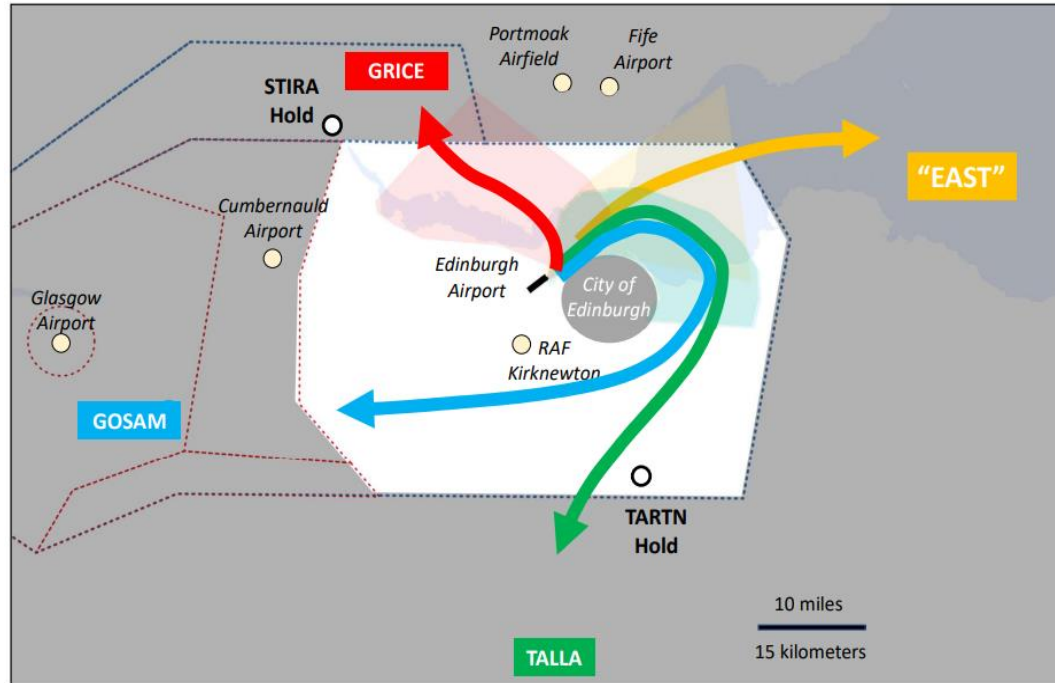 Portmoak
Airfield
Fife
Airport
GRICE
STIRA
Hold
"EAST"
Cumbernauld
Airport
Edinburgh
Airport
City of
Edinburgh
Glasgow
Airport
RAF
Kirknewton
GOSAM
TARTN
Hold
10 miles
15 kilometers
TALLA